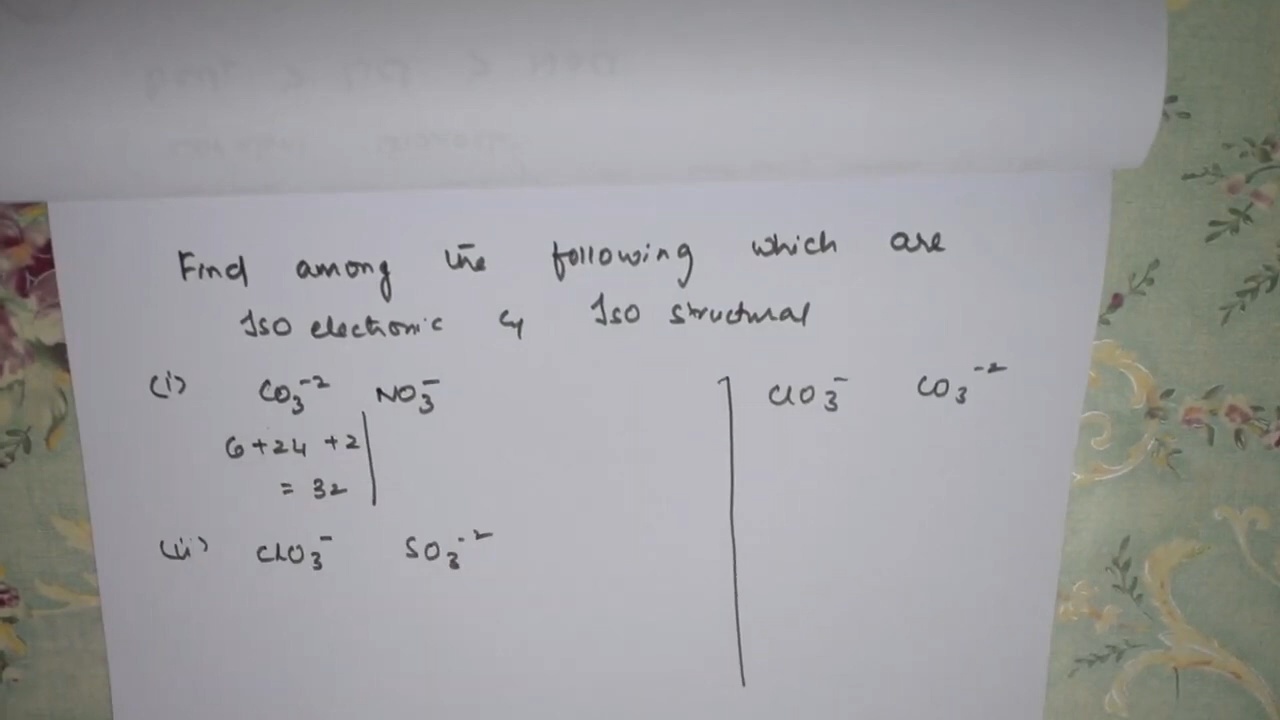 Find among the following which are
Iso electronic & Iso structural
(i) CO₃⁻² NO₃⁻
6+24 +2
= 32
(ii) ClO₃⁻ SO₃⁻²
ClO₃⁻ CO₃⁻²